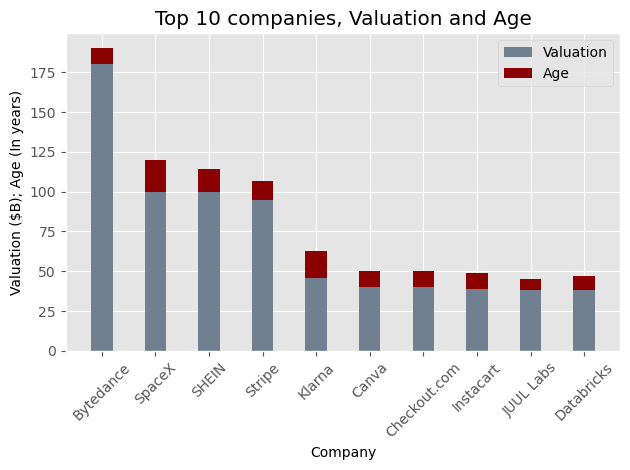 Top 10 companies, Valuation and Age
Valuation
Age
Valuation ($B); Age (In years)
175
150
125
100
75
50
25
0
Bytedance
SpaceX
SHEIN
Stripe
Klarna
Canva
Checkout.com
Instacart
JUUL Labs
Databricks
Company